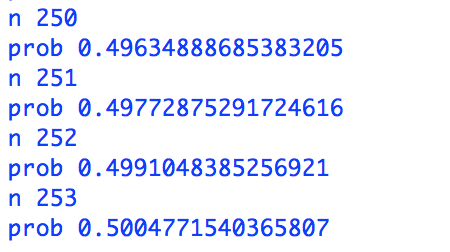 n 250
prob 0.49634888685383205
n 251
prob 0.49772875291724616
n 252
prob 0.4991048385256921
n 253
prob 0.5004771540365807